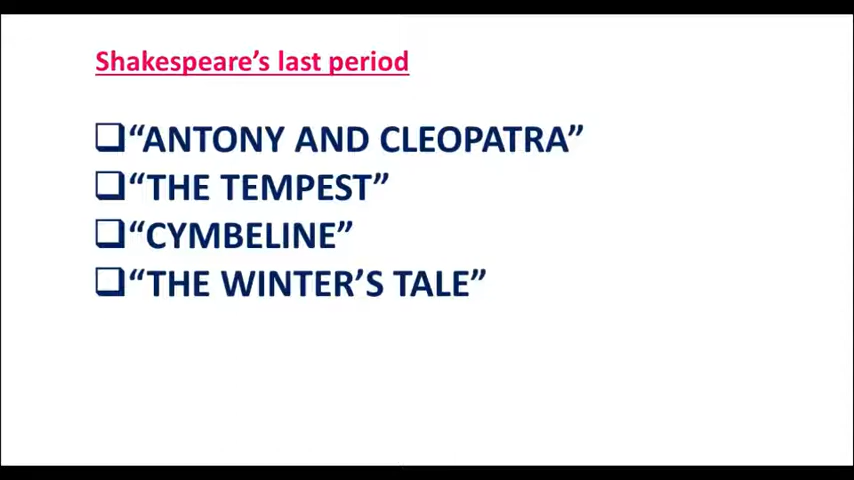 Shakespeare’s last period
❑“ANTONY AND CLEOPATRA”
❑“THE TEMPEST”
❑“CYMBELINE”
❑“THE WINTER’S TALE”